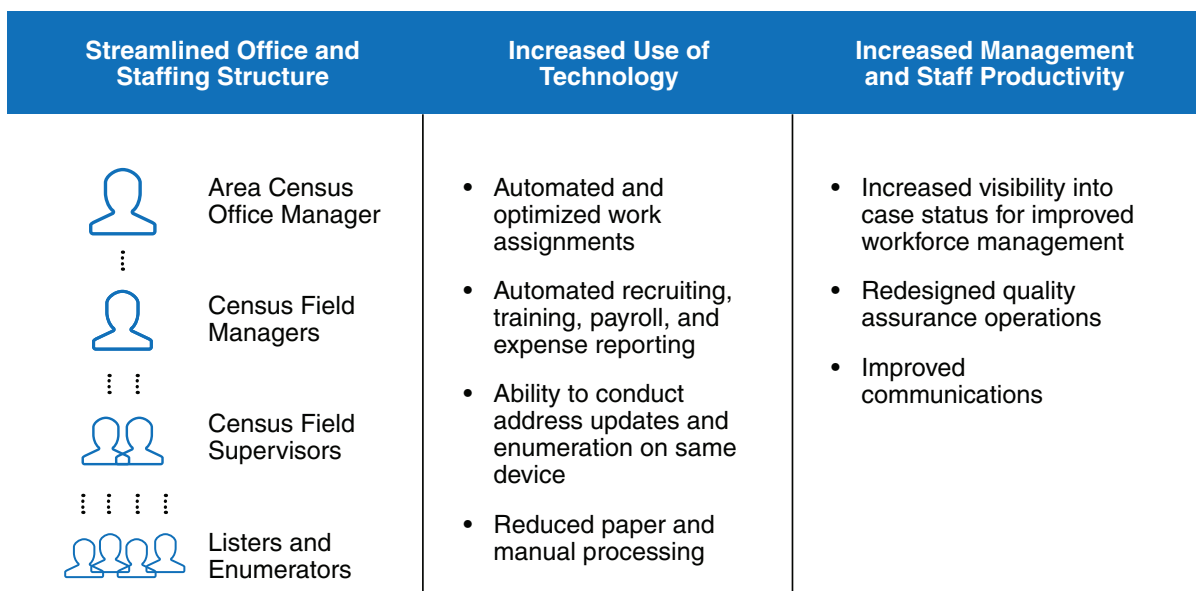 Streamlined Office and
Staffing Structure
Increased Use of
Technology
Increased Management
and Staff Productivity
Area Census
Office Manager
Census Field
Managers
Census Field
Supervisors
Listers and
Enumerators
• Automated and
optimized work
assignments
• Automated recruiting,
training, payroll, and
expense reporting
• Ability to conduct
address updates and
enumeration on same
device
• Reduced paper and
manual processing
• Increased visibility into
case status for improved
workforce management
• Redesigned quality
assurance operations
• Improved
communications